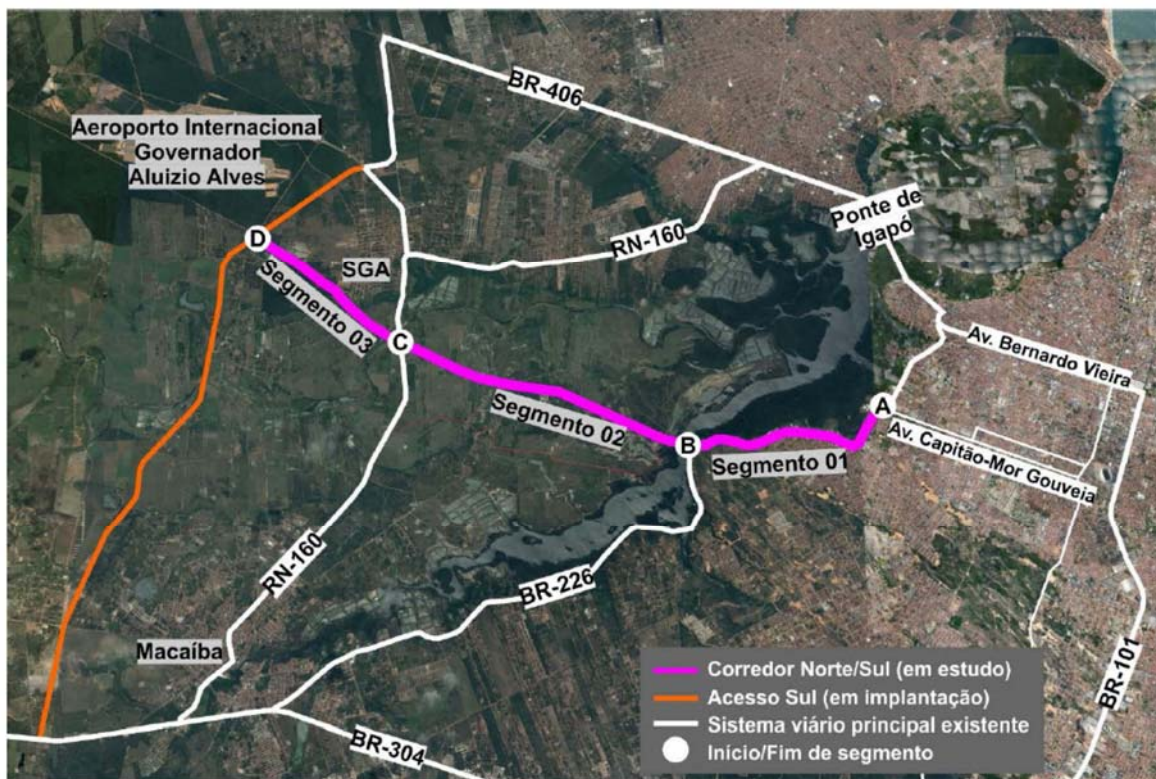 BR-406
Aeroporto Internacional
Governador
Aluizio Alves
Ponte de
Igapó
RN-160
D
SGA
Segmento 03
C
Av. Bernardo Vieira
Segmento 02
A
Av. Capitão-Mor Gouveia
B
Segmento 01
RN-160
BR-226
Macaíba
BR-101
BR-304
Corredor Norte/Sul (em estudo)
Acesso Sul (em implantação)
Sistema viário principal existente
Início/Fim de segmento